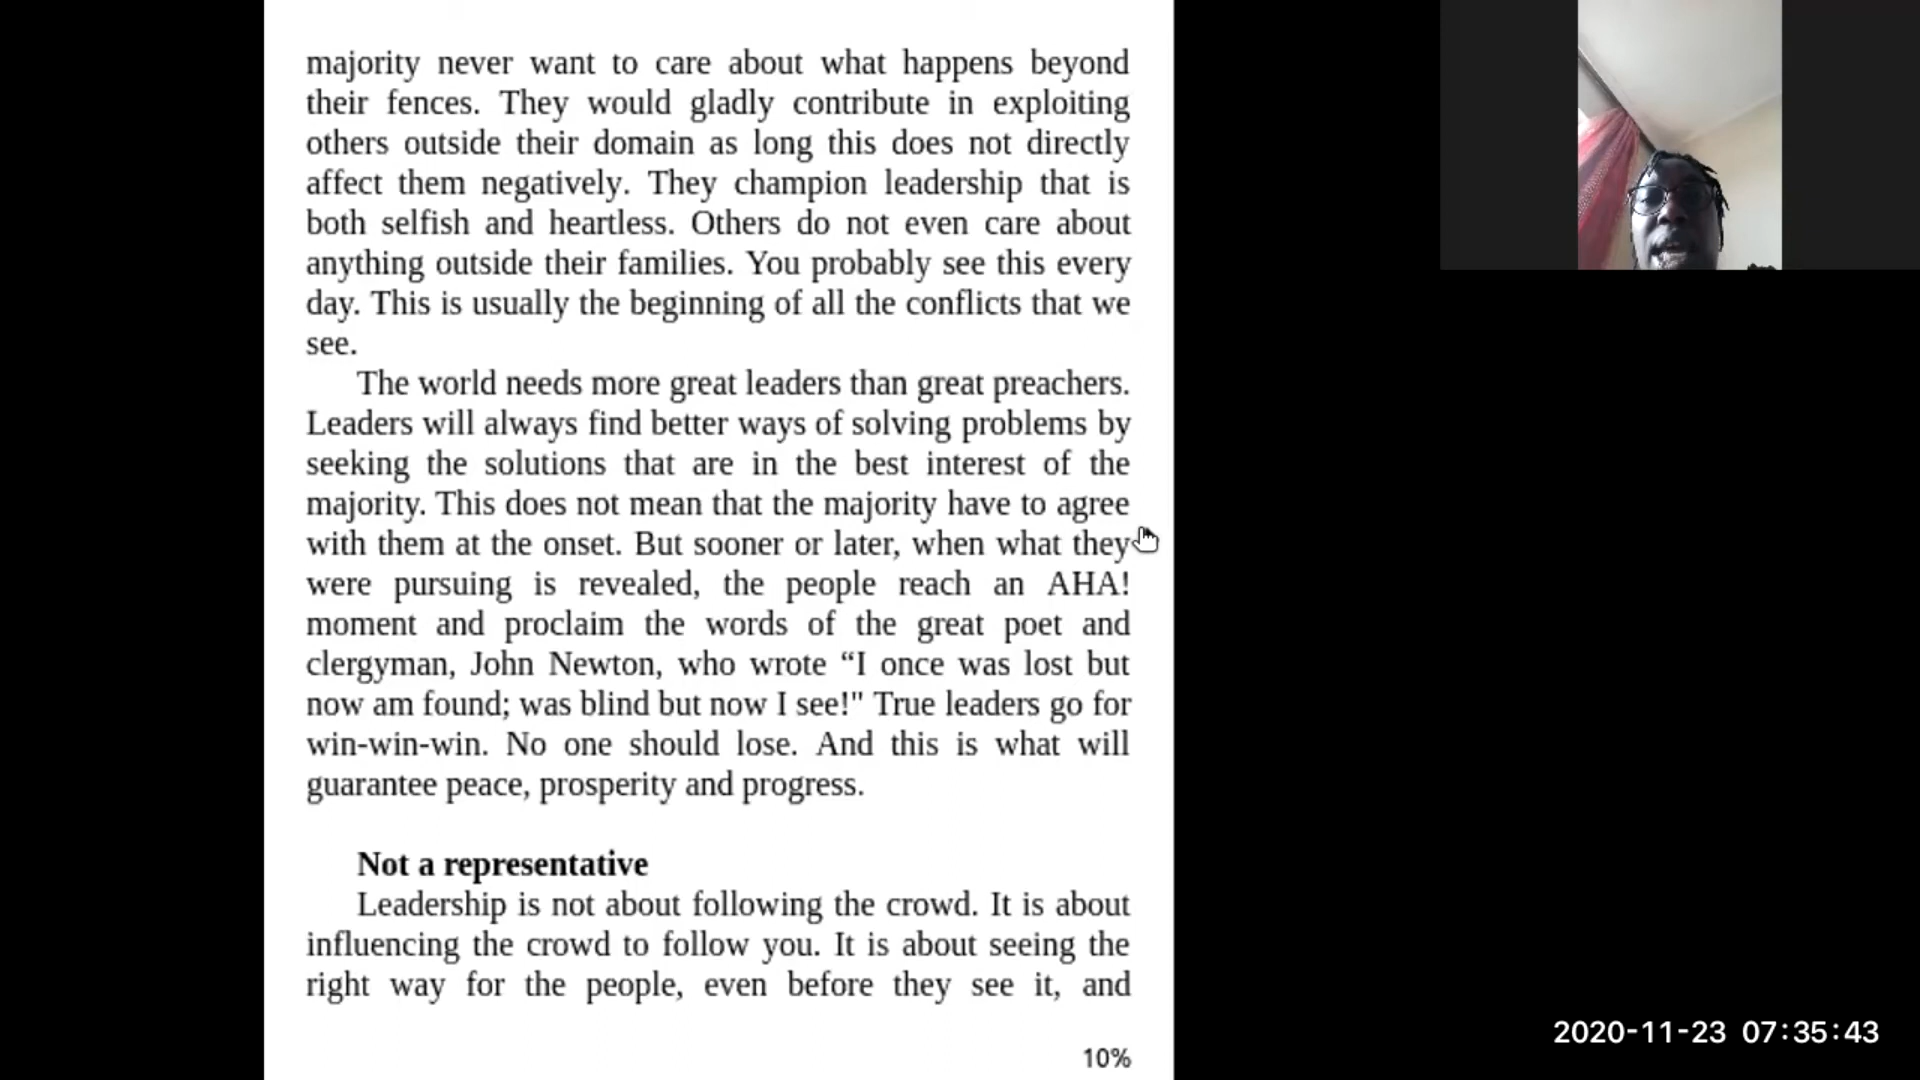 majority never want to care about what happens beyond
their fences. They would gladly contribute in exploiting
others outside their domain as long this does not directly
affect them negatively. They champion leadership that is
both selfish and heartless. Others do not even care about
anything outside their families. You probably see this every
day. This is usually the beginning of all the conflicts that we
see.
The world needs more great leaders than great preachers.
Leaders will always find better ways of solving problems by
seeking the solutions that are in the best interest of the
majority. This does not mean that the majority have to agree
with them at the onset. But sooner or later, when what they
were pursuing is revealed, the people reach an AHA!
moment and proclaim the words of the great poet and
clergyman, John Newton, who wrote “I once was lost but
now am found; was blind but now I see!" True leaders go for
win-win-win. No one should lose. And this is what will
guarantee peace, prosperity and progress.
Not a representative
Leadership is not about following the crowd. It is about
influencing the crowd to follow you. It is about seeing the
right way for the people, even before they see it, and
10%
2020-11-23 07:35:43